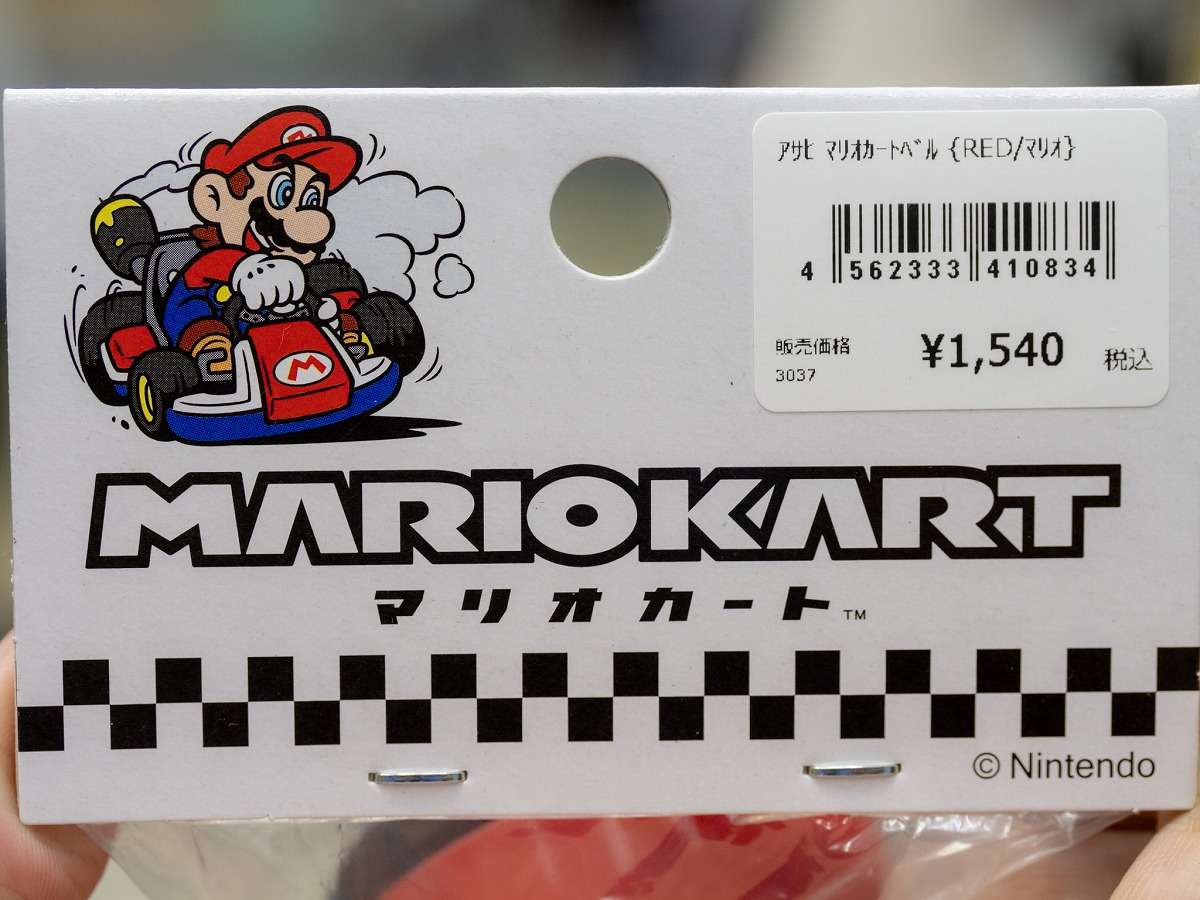 アサヒ マリオカートベル {RED/マリオ}
4 562333 410834
販売価格 ¥1,540 税込
3037
M
M
MARIOKART
マリオカート™
© Nintendo